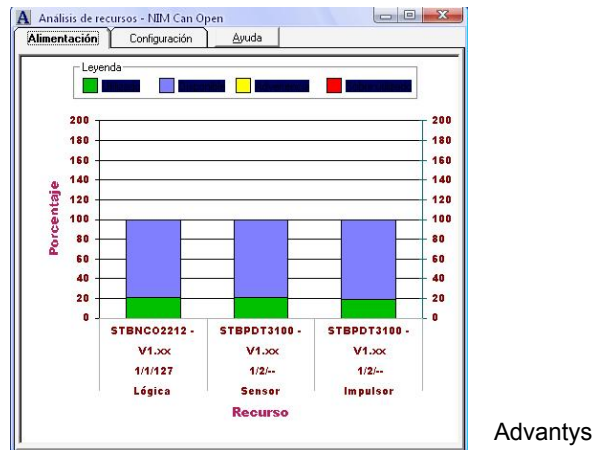 Análisis de recursos - NIM Can Open
Alimentación Configuración Ayuda
Leyenda
200 200
180 180
160 160
140 140
120 120
100 100
80 80
60 60
40 40
20 20
0 0
Porcentaje
STBNCO2212 - STBPDT3100 - STBPDT3100 -
V1.xx V1.xx V1.xx
1/1/127 1/2/-- 1/2/--
Lógica Sensor Impulsor
Recurso
Advantys